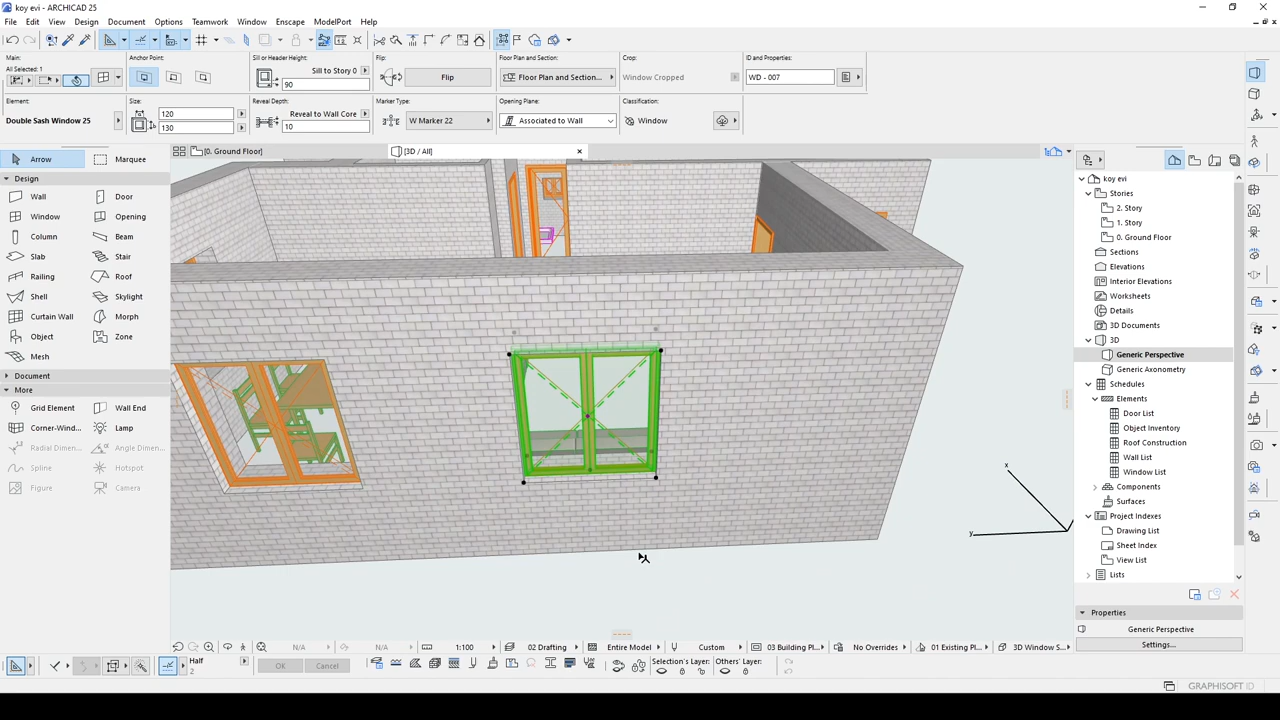 koy evi - ARCHICAD 25
File Edit View Design Document Options Teamwork Window Enscape ModelPort Help
Main:
All Selected: 1
Anchor Point:
Sill or Header Height:
Sill to Story 0
90
Flip:
Flip
Floor Plan and Section:
Floor Plan and Section...
Crop:
Window Cropped
ID and Properties:
WD - 007
Element:
Double Sash Window 25
Size:
120
130
Reveal Depth:
Reveal to Wall Core
10
Marker Type:
W Marker 22
Opening Plane:
Associated to Wall
Classification:
Window
[0. Ground Floor]
[3D / All]
Arrow Marquee
Design
Wall Door
Window Opening
Column Beam
Slab Stair
Railing Roof
Shell Skylight
Curtain Wall Morph
Object Zone
Mesh
Document
More
Grid Element Wall End
Corner-Wind... Lamp
Radial Dimen... Angle Dimen...
Spline Hotspot
Figure Camera
x
y
koy evi
Stories
2. Story
1. Story
0. Ground Floor
Sections
Elevations
Interior Elevations
Worksheets
Details
3D Documents
3D
Generic Perspective
Generic Axonometry
Schedules
Elements
Door List
Object Inventory
Roof Construction
Wall List
Window List
Components
Surfaces
Project Indexes
Drawing List
Sheet Index
View List
Lists
Properties
Generic Perspective
Settings...
N/A N/A 1:100 02 Drafting Entire Model Custom 03 Building Pl... No Overrides 01 Existing Pl... 3D Window S...
Half
2
OK Cancel
Selection's Layer: Others' Layer:
GRAPHISOFT ID